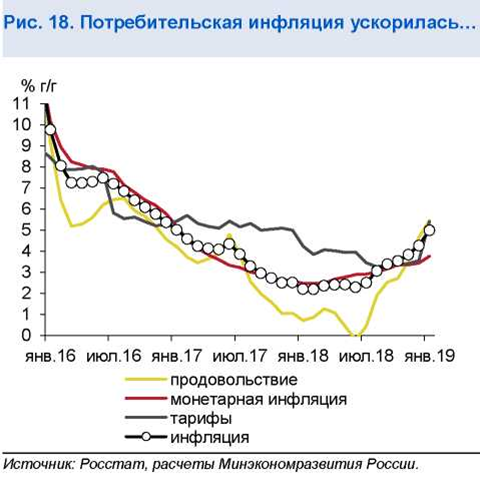 Рис. 18. Потребительская инфляция ускорилась…
% г/г
11
10
9
8
7
6
5
4
3
2
1
0
янв.16 июл.16 янв.17 июл.17 янв.18 июл.18 янв.19
продовольствие
монетарная инфляция
тарифы
инфляция
Источник: Росстат, расчеты Минэкономразвития России.